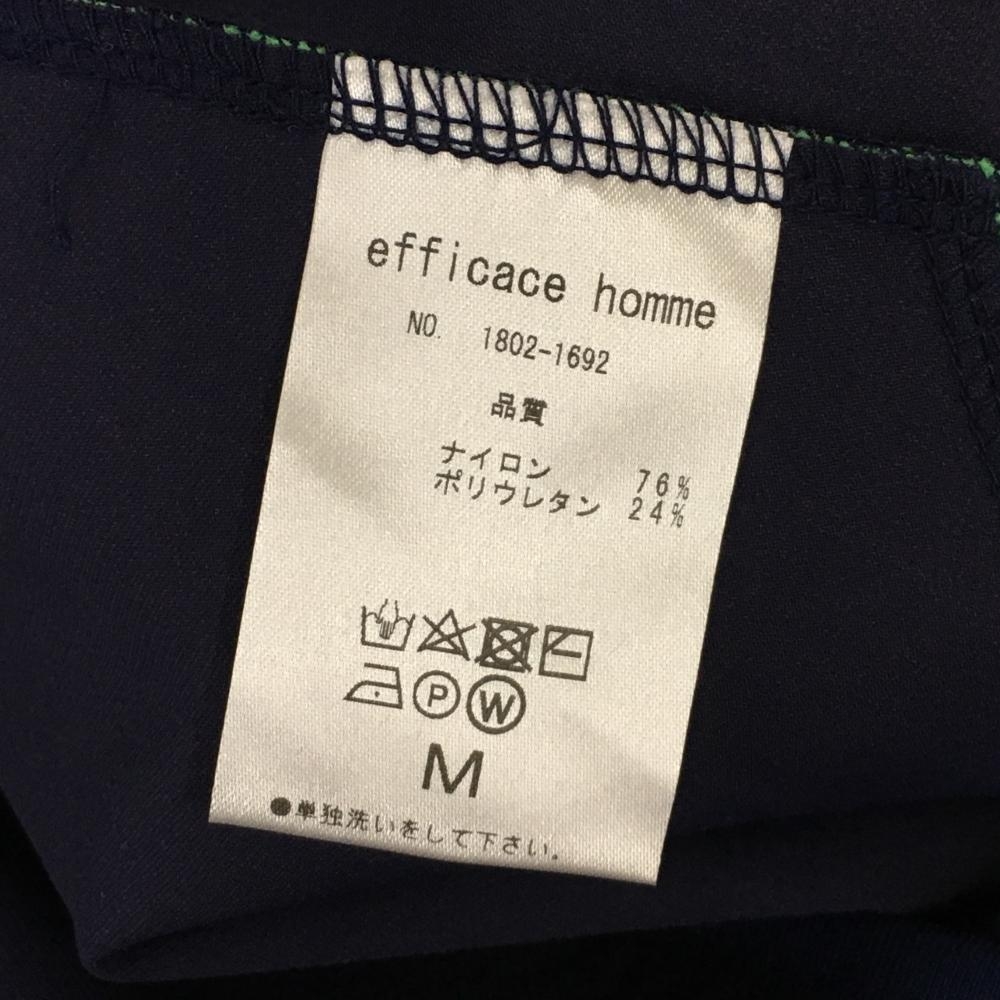 efficace homme
NO. 1802-1692
品質
ナイロン 76%
ポリウレタン 24%
P W
M
●単独洗いをして下さい。